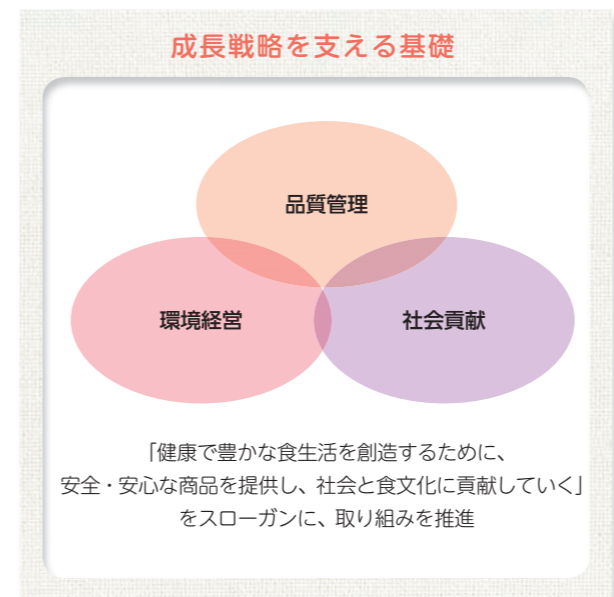 成長戦略を支える基礎
品質管理
環境経営
社会貢献
「健康で豊かな食生活を創造するために、
安全・安心な商品を提供し、社会と食文化に貢献していく」
をスローガンに、取り組みを推進